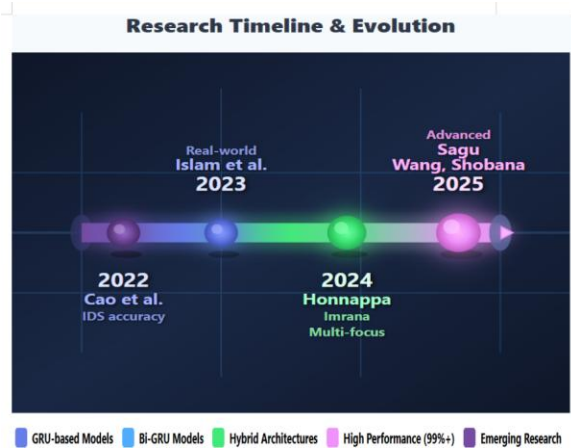 Research Timeline & Evolution
Real-world
Islam et al.
2023
Advanced
Sagu
Wang, Shobana
2025
2022
Cao et al.
IDS accuracy
2024
Honnappa
Imrana
Multi-focus
GRU-based Models Bi-GRU Models Hybrid Architectures High Performance (99%+) Emerging Research